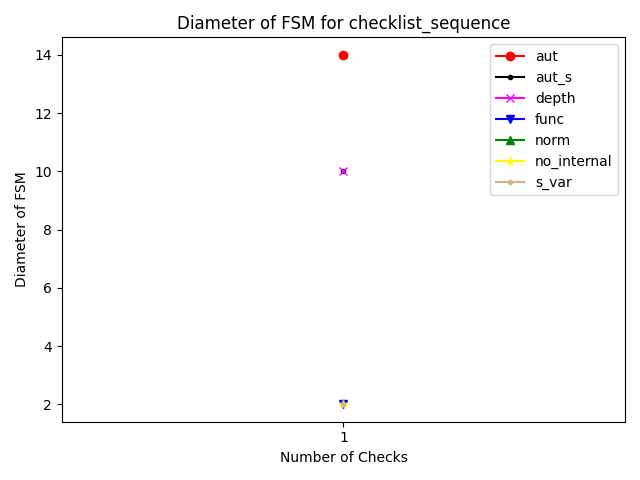 Diameter of FSM for checklist_sequence
14
12
10
8
6
4
2
Diameter of FSM
1
Number of Checks
aut
aut_s
depth
func
norm
no_internal
s_var